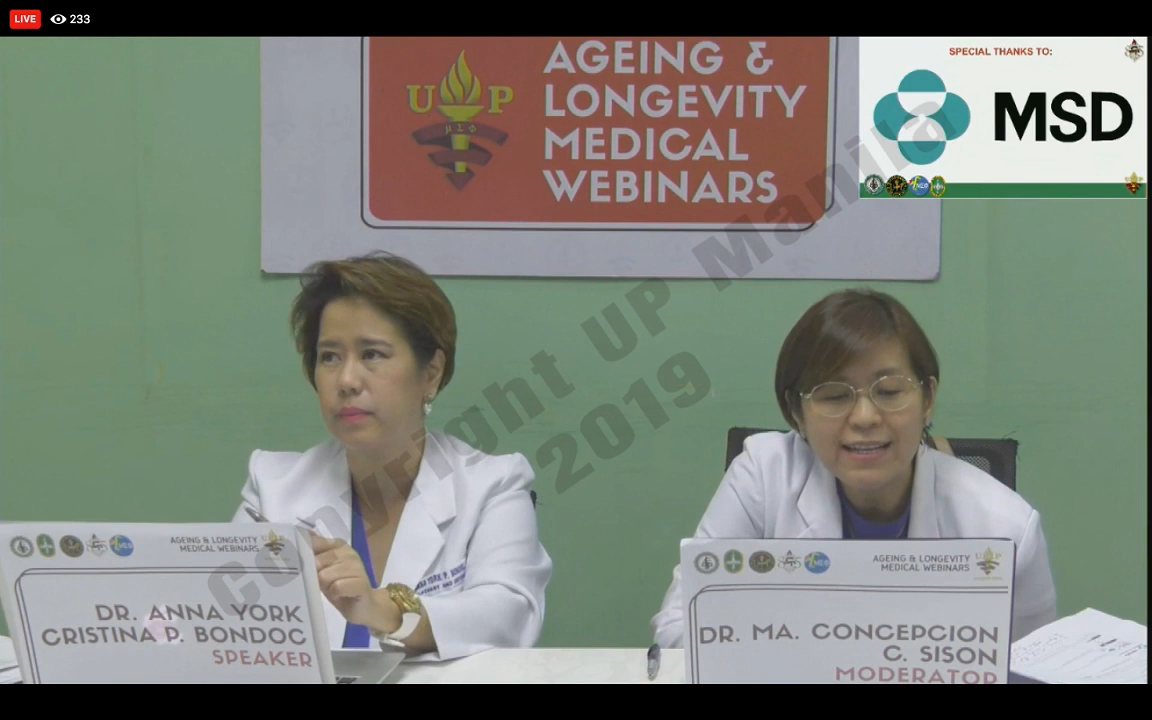 LIVE 233
AGEING &
LONGEVITY
MEDICAL
WEBINARS
U P
ΜΣΦ
SPECIAL THANKS TO:
MSD
Copyright UP Manila
2019
AGEING & LONGEVITY
MEDICAL WEBINARS
DR. ANNA YORK
CRISTINA P. BONDOC
SPEAKER
AGEING & LONGEVITY
MEDICAL WEBINARS
U P
DR. MA. CONCEPCION
C. SISON
MODERATOR